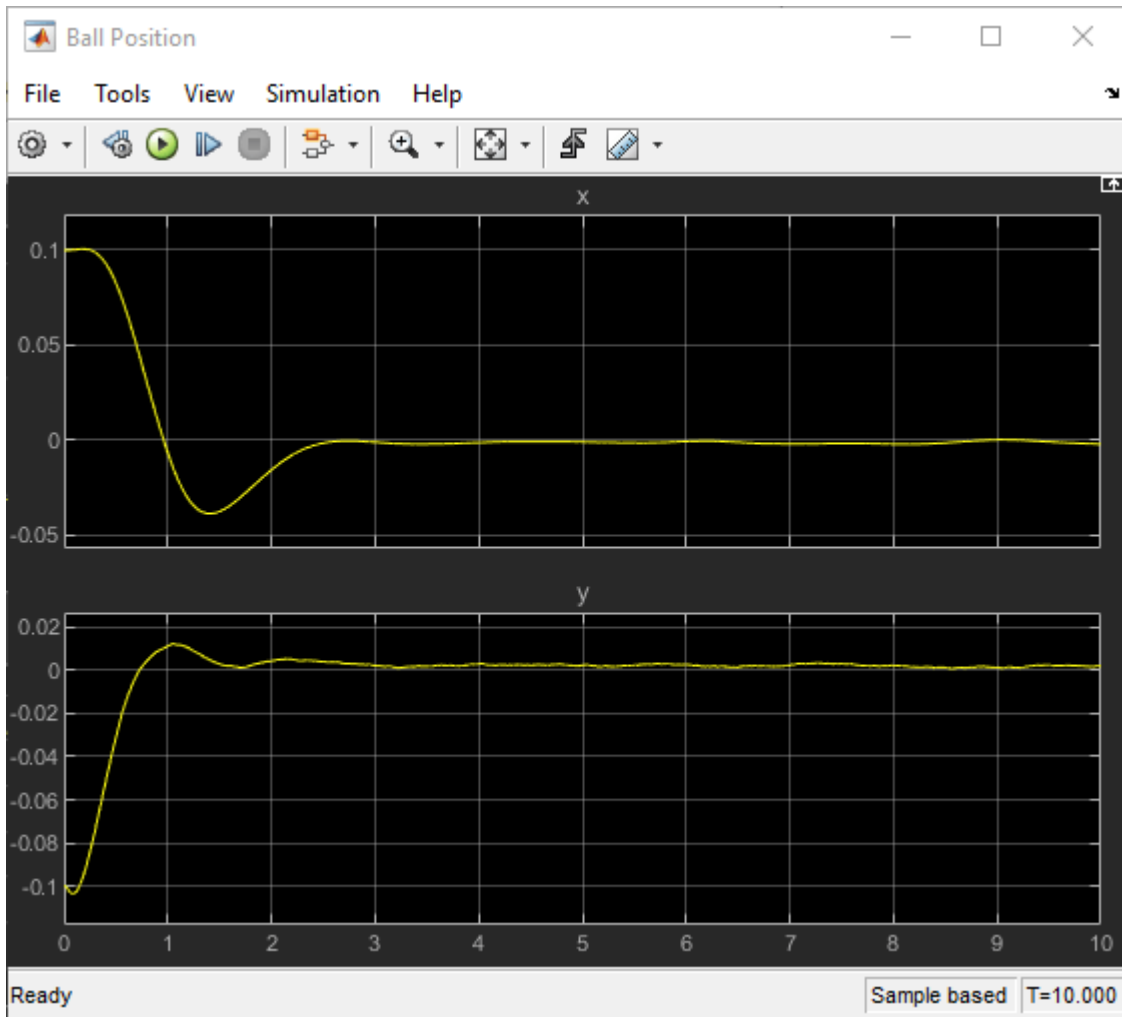 Ball Position
File Tools View Simulation Help
x
0.1
0.05
0
-0.05
y
0.02
0
-0.02
-0.04
-0.06
-0.08
-0.1
0 1 2 3 4 5 6 7 8 9 10
Ready Sample based T=10.000